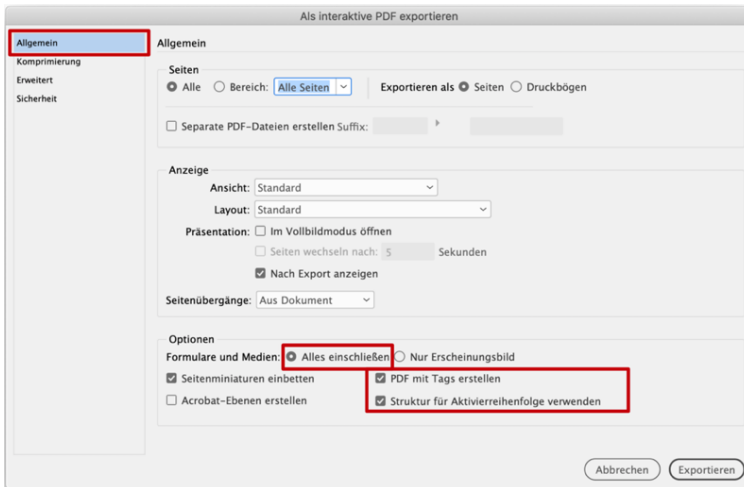 Als interaktive PDF exportieren
Allgemein
Komprimierung
Erweitert
Sicherheit
Allgemein
Seiten
Alle Bereich: Alle Seiten Exportieren als Seiten Druckbögen
Separate PDF-Dateien erstellen Suffix:
Anzeige
Ansicht: Standard
Layout: Standard
Präsentation: Im Vollbildmodus öffnen
Seiten wechseln nach: 5 Sekunden
Nach Export anzeigen
Seitenübergänge: Aus Dokument
Optionen
Formulare und Medien: Alles einschließen Nur Erscheinungsbild
Seitenminiaturen einbetten PDF mit Tags erstellen
Acrobat-Ebenen erstellen Struktur für Aktivierreihenfolge verwenden
Abbrechen Exportieren